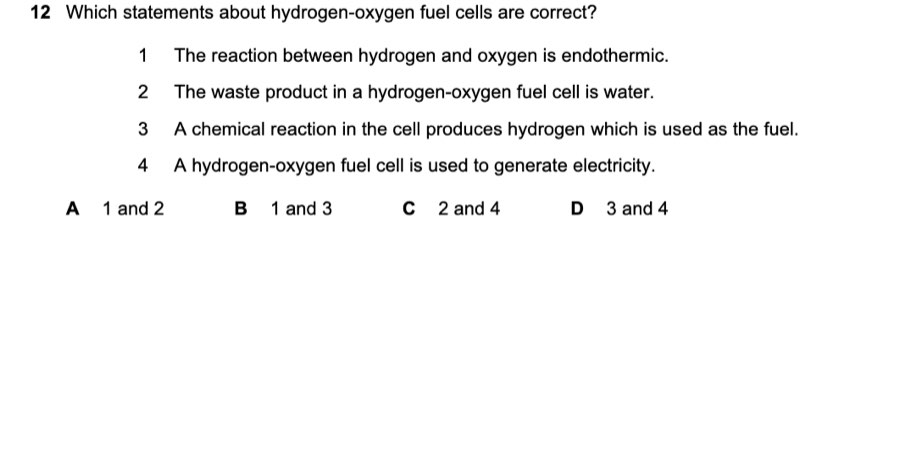 12 Which statements about hydrogen-oxygen fuel cells are correct?
1 The reaction between hydrogen and oxygen is endothermic.
2 The waste product in a hydrogen-oxygen fuel cell is water.
3 A chemical reaction in the cell produces hydrogen which is used as the fuel.
4 A hydrogen-oxygen fuel cell is used to generate electricity.
A 1 and 2 B 1 and 3 C 2 and 4 D 3 and 4